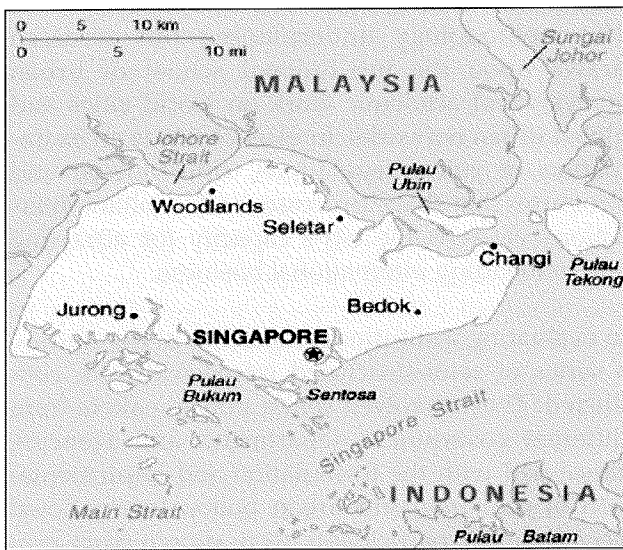 0 5 10 km
0 5 10 mi
Sungai
Johor
MALAYSIA
Johore
Strait
Pulau
Ubin
Woodlands
Seletar
Changi
Pulau
Tekong
Jurong
Bedok
SINGAPORE
Pulau
Bukum
Sentosa
Singapore Strait
INDONESIA
Main Strait
Pulau Batam